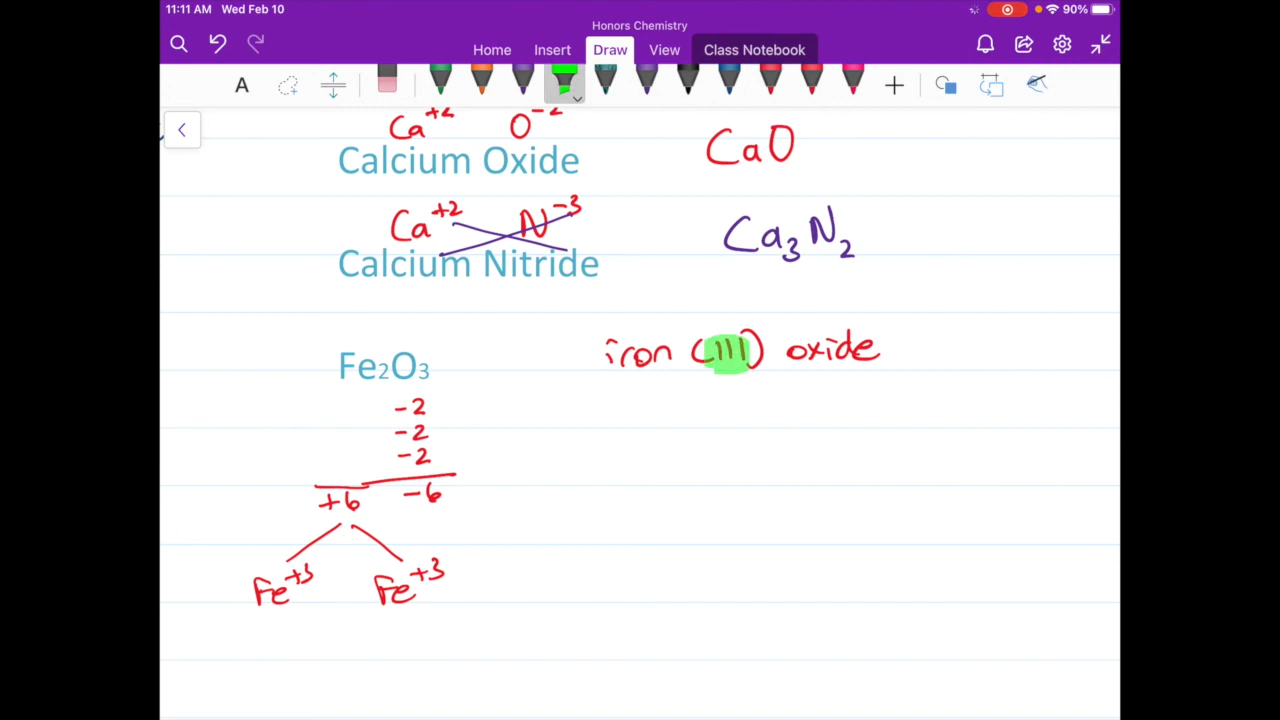 11:11 AM Wed Feb 10
90%
Honors Chemistry
Home Insert Draw View Class Notebook
A
Ca+2 O-2
Calcium Oxide CaO
Ca+2 N-3
Calcium Nitride Ca3N2
Fe2O3 iron (III) oxide
-2
-2
-2
+6 -6
Fe+3 Fe+3